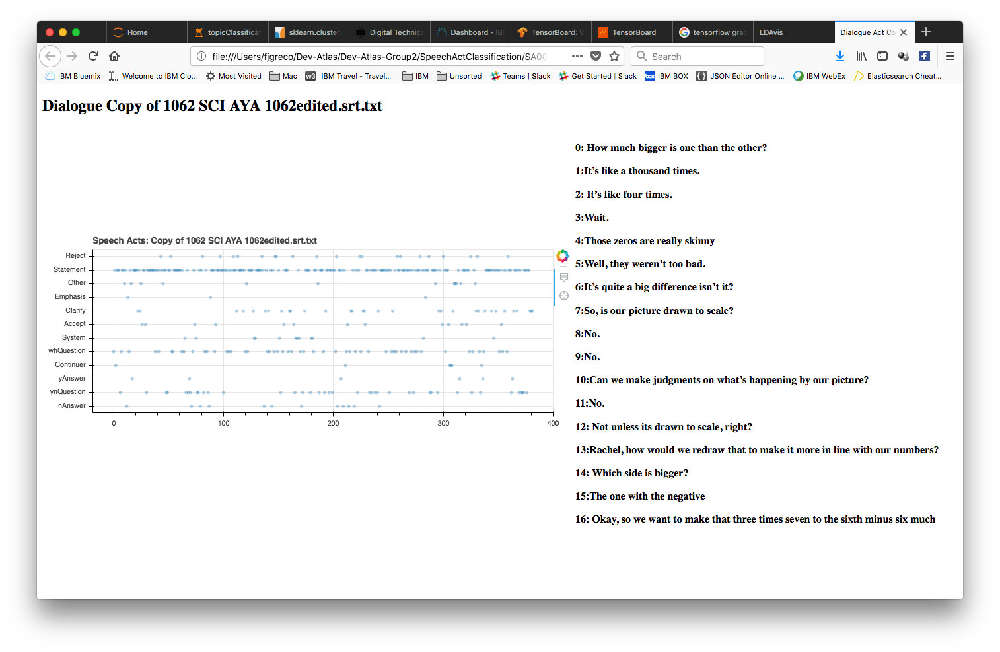 Home
topicClassificat
sklearn.cluster.
Digital Technica
Dashboard - IB
TensorBoard: V
TensorBoard
tensorflow grad
LDAvis
Dialogue Act Co
file:///Users/fjgreco/Dev-Atlas/Dev-Atlas-Group2/SpeechActClassification/SA00
Search
IBM Bluemix
Welcome to IBM Clo...
Most Visited
Mac
w3 IBM Travel - Travel...
IBM
Unsorted
Teams | Slack
Get Started | Slack
box IBM BOX
JSON Editor Online ...
IBM WebEx
Elasticsearch Cheat...
Dialogue Copy of 1062 SCI AYA 1062edited.srt.txt
Speech Acts: Copy of 1062 SCI AYA 1062edited.srt.txt
Reject
Statement
Other
Emphasis
Clarify
Accept
System
whQuestion
Continuer
yAnswer
ynQuestion
nAnswer
0 100 200 300 400
0: How much bigger is one than the other?
1:It’s like a thousand times.
2: It’s like four times.
3:Wait.
4:Those zeros are really skinny
5:Well, they weren’t too bad.
6:It’s quite a big difference isn’t it?
7:So, is our picture drawn to scale?
8:No.
9:No.
10:Can we make judgments on what’s happening by our picture?
11:No.
12: Not unless its drawn to scale, right?
13:Rachel, how would we redraw that to make it more in line with our numbers?
14: Which side is bigger?
15:The one with the negative
16: Okay, so we want to make that three times seven to the sixth minus six much